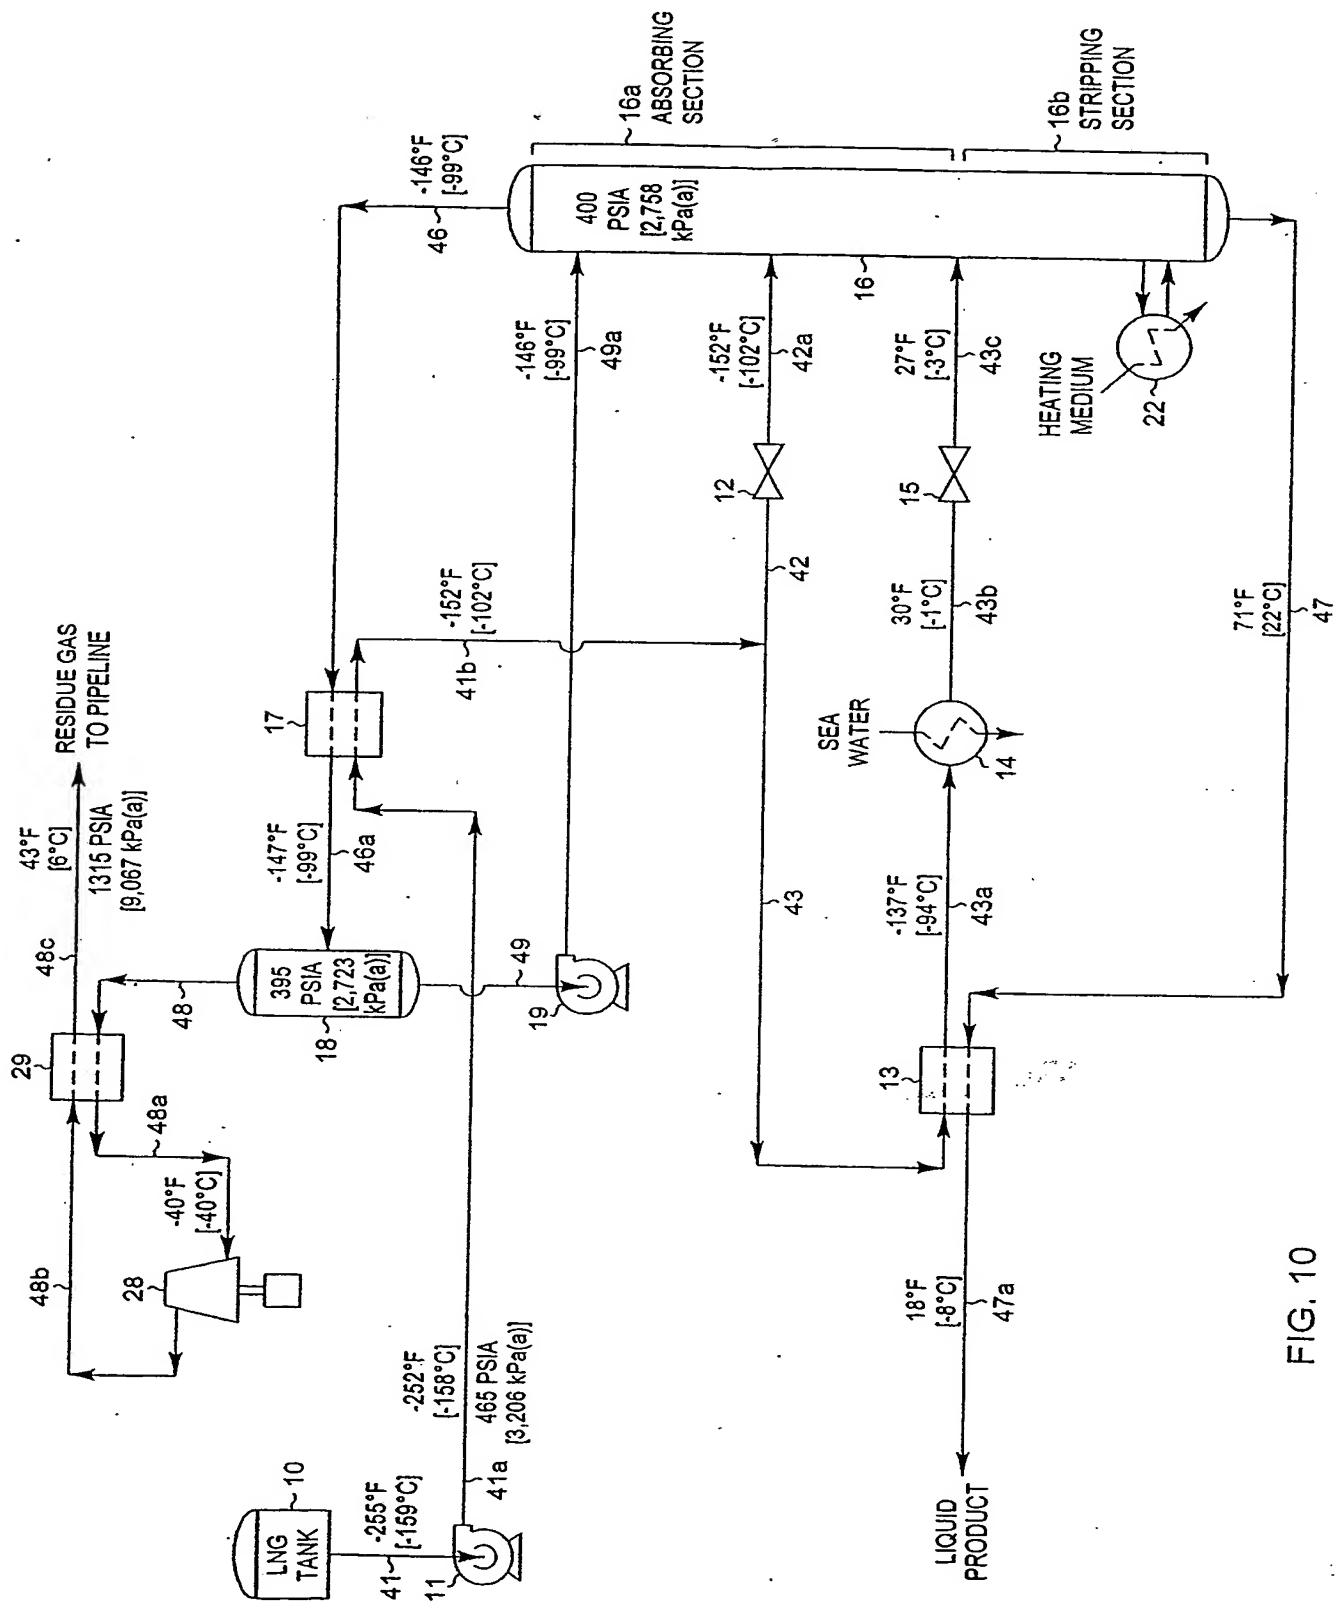 43°F
[6°C]
RESIDUE GAS
TO PIPELINE
1315 PSIA
[9,067 kPa(a)]
48c
29
48
48a
-40°F
[-40°C]
48b
28
395
PSIA
[2,723
kPa(a)]
18
49
19
-147°F
[-99°C]
46a
17
-146°F
[-99°C]
46
-152°F
[-102°C]
41b
LNG
TANK
10
-255°F
[-159°C]
41
11
-252°F
[-158°C]
41a
465 PSIA
[3,206 kPa(a)]
-146°F
[-99°C]
49a
400
PSIA
[2,758
kPa(a)]
16
16a
ABSORBING
SECTION
16b
STRIPPING
SECTION
12
42
-152°F
[-102°C]
42a
43
13
-137°F
[-94°C]
43a
SEA
WATER
14
30°F
[-1°C]
43b
15
27°F
[-3°C]
43c
HEATING
MEDIUM
22
71°F
[22°C]
47
18°F
[-8°C]
47a
LIQUID
PRODUCT
FIG. 10